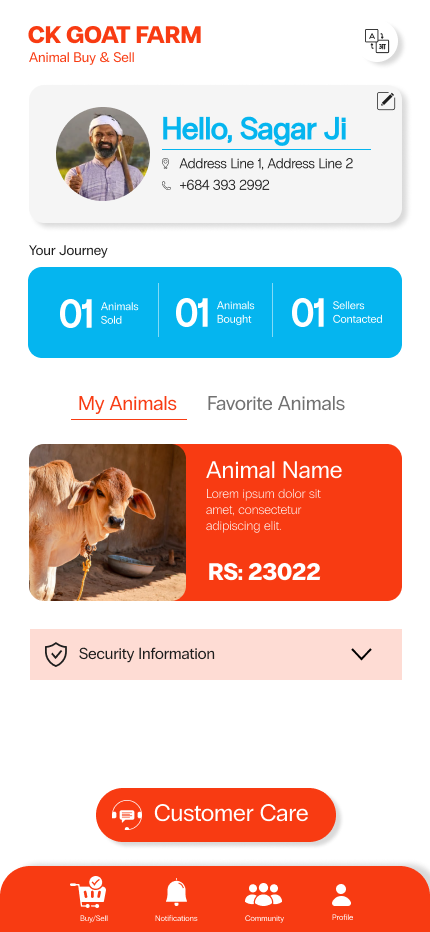 CK GOAT FARM
Animal Buy & Sell
A
अ
Hello, Sagar Ji
Address Line 1, Address Line 2
+684 393 2992
Your Journey
01 Animals Sold
01 Animals Bought
01 Sellers Contacted
My Animals
Favorite Animals
Animal Name
Lorem ipsum dolor sit
amet, consectetur
adipiscing elit.
RS: 23022
Security Information
Customer Care
Buy/Sell
Notifications
Community
Profile